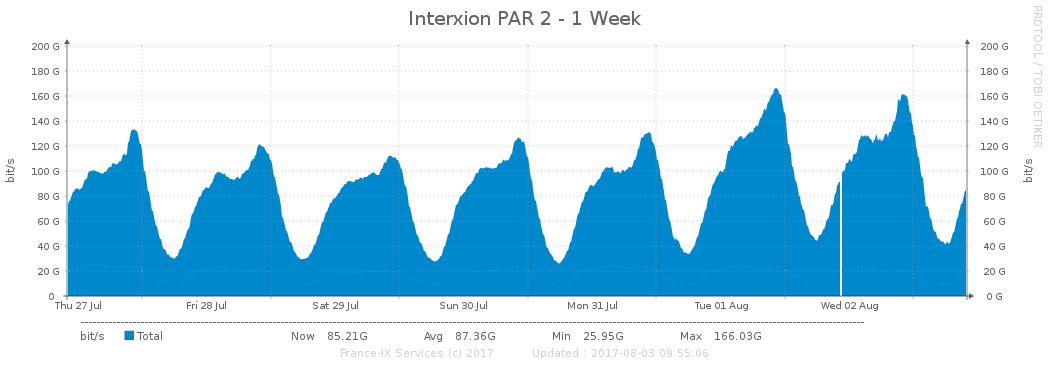 Interxion PAR 2 - 1 Week
RRDTOOL / TOBI OETIKER
200 G 200 G
180 G 180 G
160 G 160 G
140 G 140 G
120 G 120 G
100 G 100 G
80 G 80 G
60 G 60 G
40 G 40 G
20 G 20 G
0 0 G
bit/s bit/s
Thu 27 Jul Fri 28 Jul Sat 29 Jul Sun 30 Jul Mon 31 Jul Tue 01 Aug Wed 02 Aug
bit/s Total Now 85.21G Avg 87.36G Min 25.95G Max 166.03G
France-IX Services (c) 2017 Updated : 2017-08-03 09:55:06